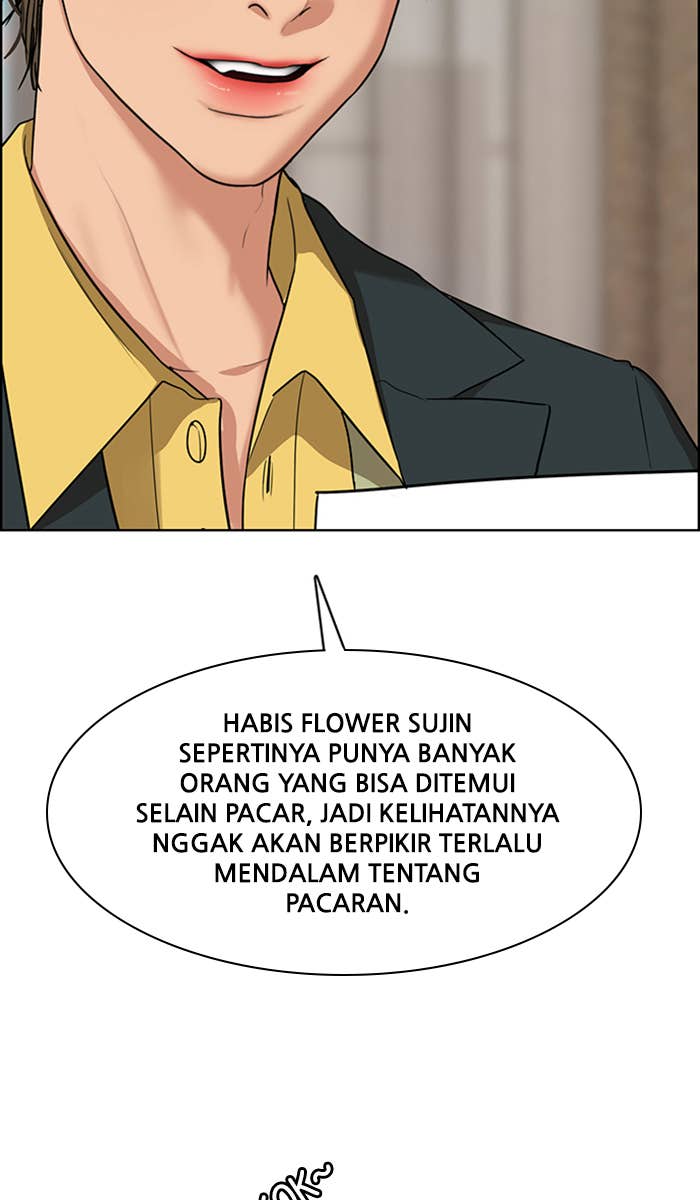 HABIS FLOWER SUJIN
SEPERTINYA PUNYA BANYAK
ORANG YANG BISA DITEMUI
SELAIN PACAR, JADI KELIHATANNYA
NGGAK AKAN BERPIKIR TERLALU
MENDALAM TENTANG
PACARAN.